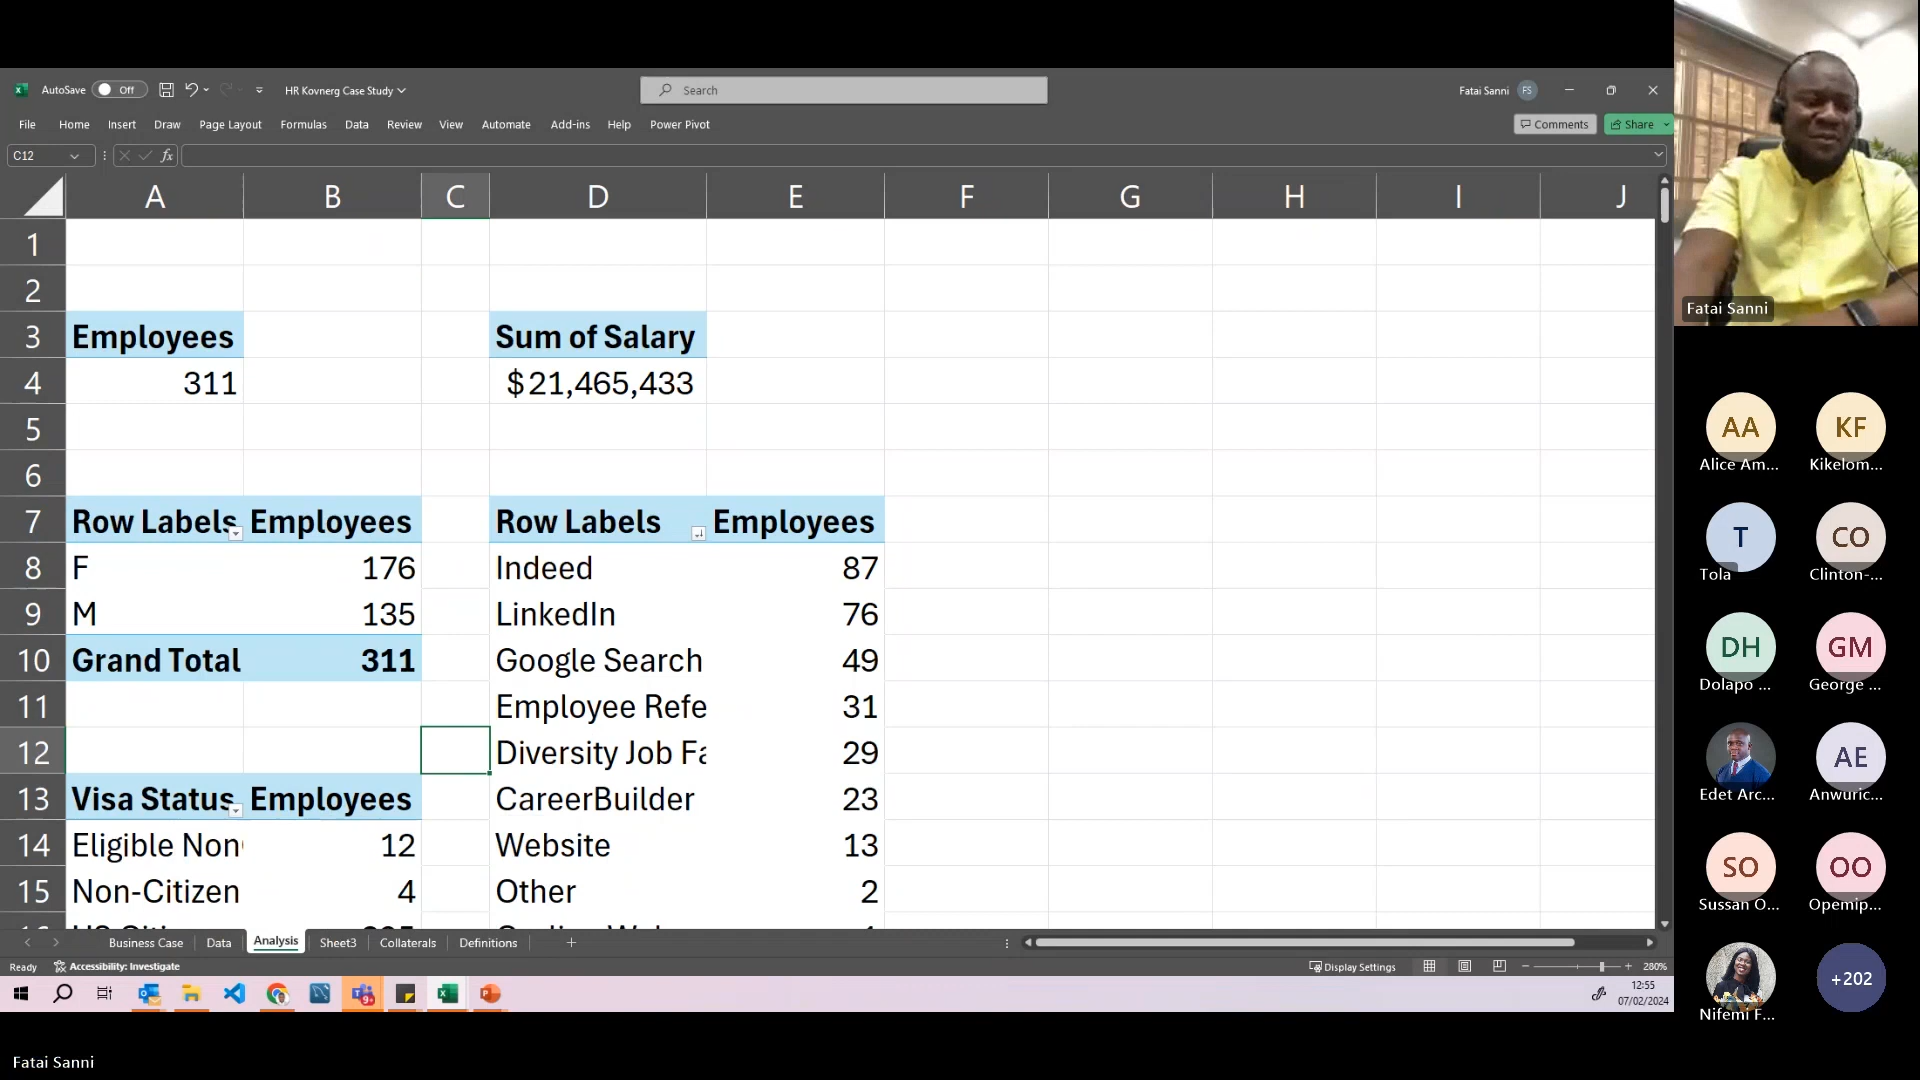 AutoSave Off HR Kovnerg Case Study Search Fatai Sanni FS
File Home Insert Draw Page Layout Formulas Data Review View Automate Add-ins Help Power Pivot Comments Share
C12 fx
A B C D E F G H I J
1
2
3 Employees Sum of Salary
4 311 $21,465,433
5
6
7 Row Labels Employees Row Labels Employees
8 F 176 Indeed 87
9 M 135 LinkedIn 76
10 Grand Total 311 Google Search 49
11 Employee Refe 31
12 Diversity Job Fa 29
13 Visa Status Employees CareerBuilder 23
14 Eligible Non 12 Website 13
15 Non-Citizen 4 Other 2
Business Case Data Analysis Sheet3 Collaterals Definitions
Ready Accessibility: Investigate Display Settings 280%
12:55
07/02/2024
Fatai Sanni
Fatai Sanni
AA KF
Alice Am... Kikelom...
T CO
Tola Clinton-...
DH GM
Dolapo ... George ...
AE
Edet Arc... Anwuric...
SO OO
Sussan O... Opemip...
+202
Nifemi F...